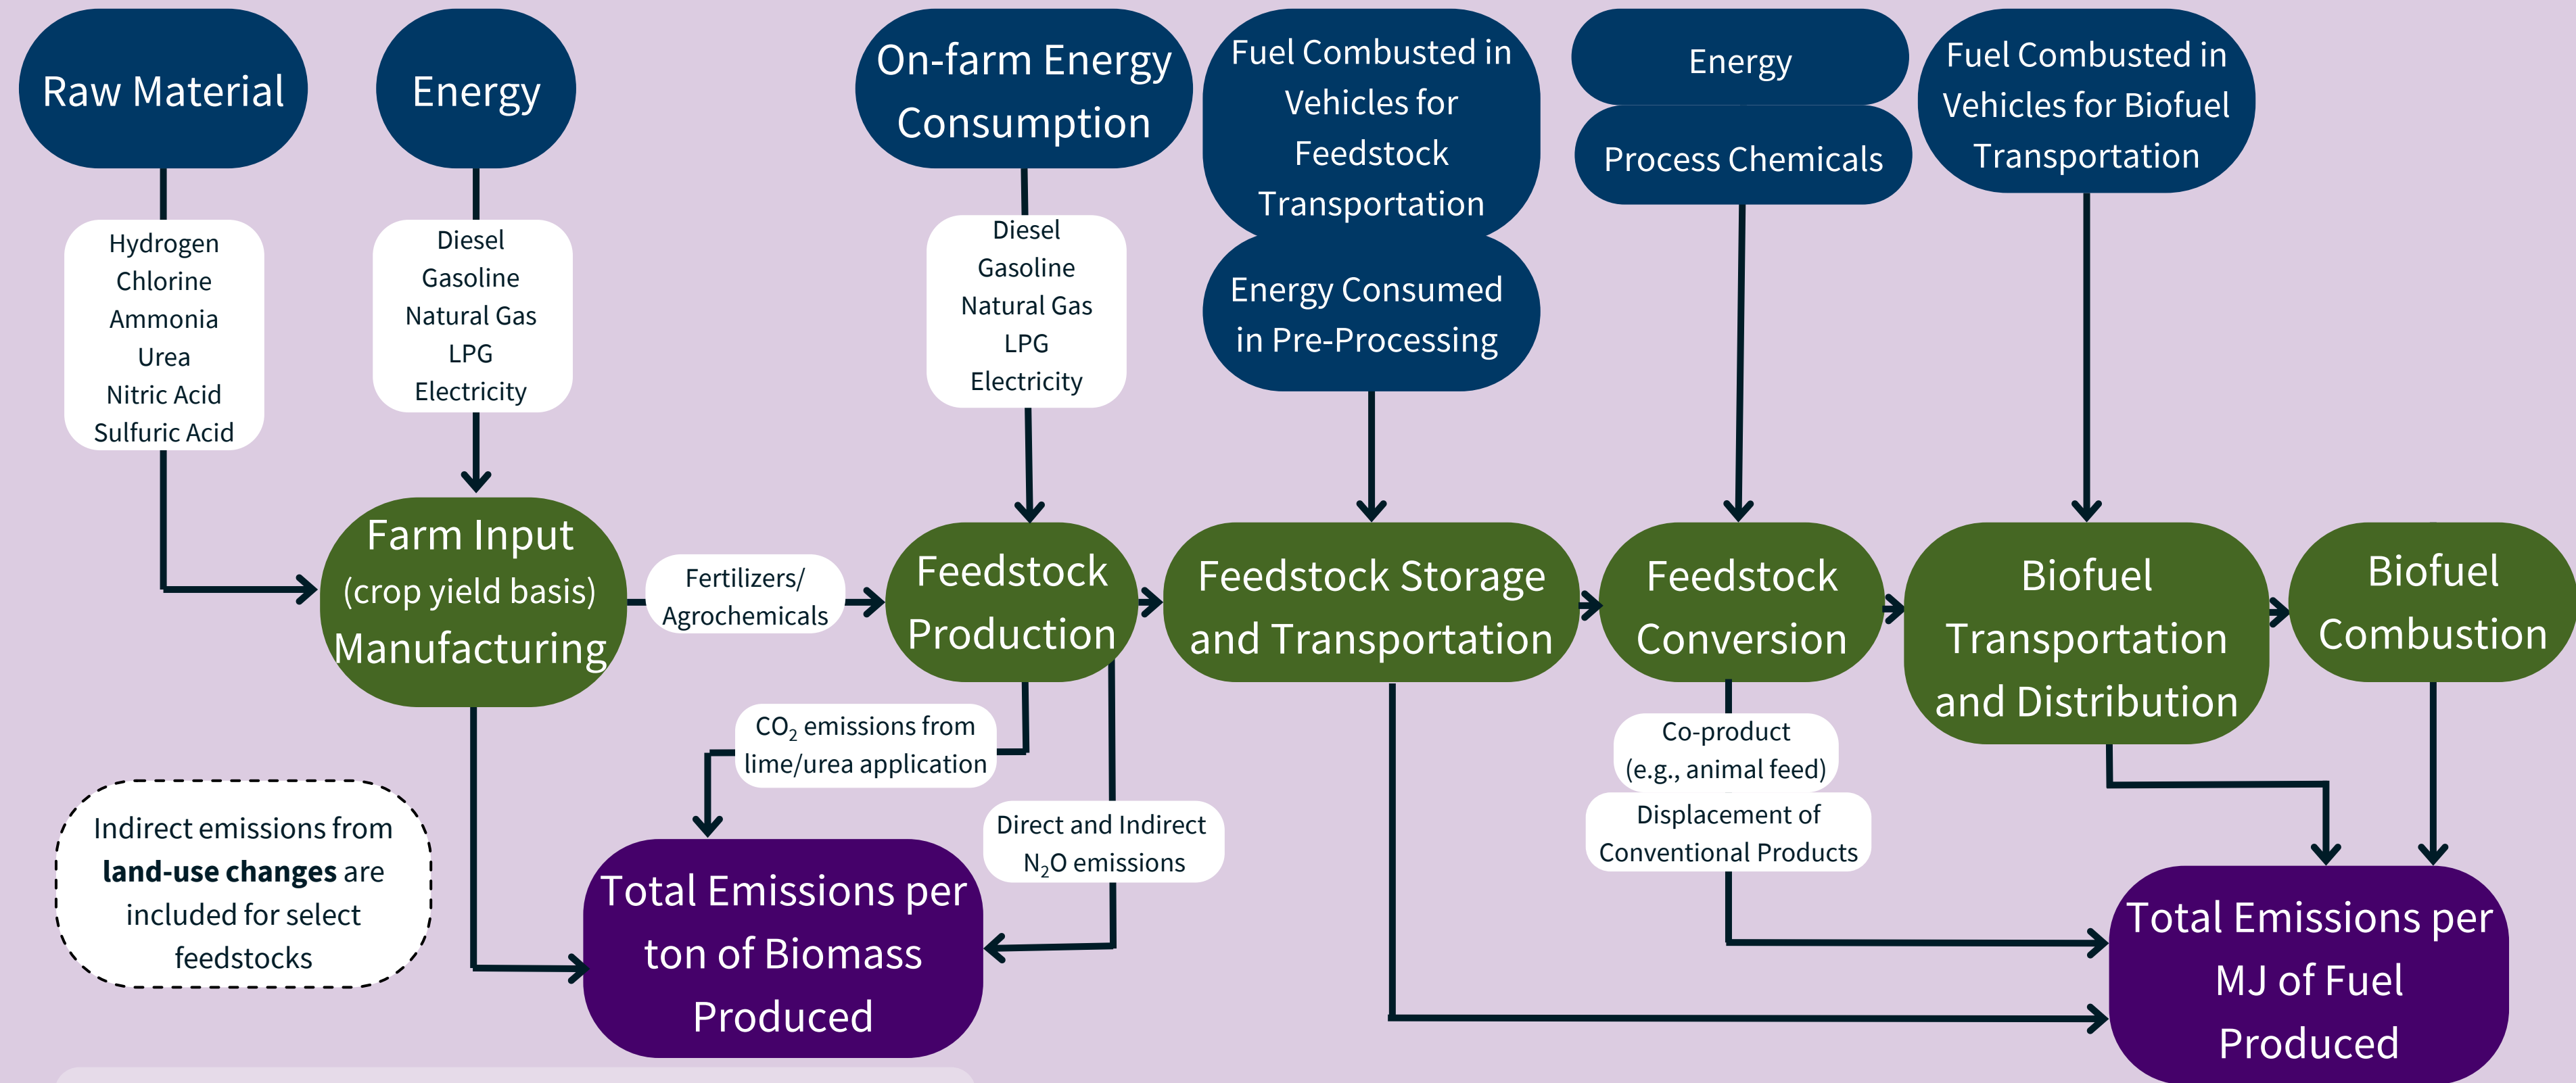 Raw Material
Energy
On-farm Energy
Consumption
Fuel Combusted in
Vehicles for
Feedstock
Transportation
Energy Consumed
in Pre-Processing
Energy
Process Chemicals
Fuel Combusted in
Vehicles for Biofuel
Transportation
Hydrogen
Chlorine
Ammonia
Urea
Nitric Acid
Sulfuric Acid
Diesel
Gasoline
Natural Gas
LPG
Electricity
Diesel
Gasoline
Natural Gas
LPG
Electricity
Farm Input
(crop yield basis)
Manufacturing
Fertilizers/
Agrochemicals
Feedstock
Production
Feedstock Storage
and Transportation
Feedstock
Conversion
Biofuel
Transportation
and Distribution
Biofuel
Combustion
CO₂ emissions from
lime/urea application
Direct and Indirect
N₂O emissions
Co-product
(e.g., animal feed)
Displacement of
Conventional Products
Indirect emissions from
land-use changes are
included for select
feedstocks
Total Emissions per
ton of Biomass
Produced
Total Emissions per
MJ of Fuel
Produced